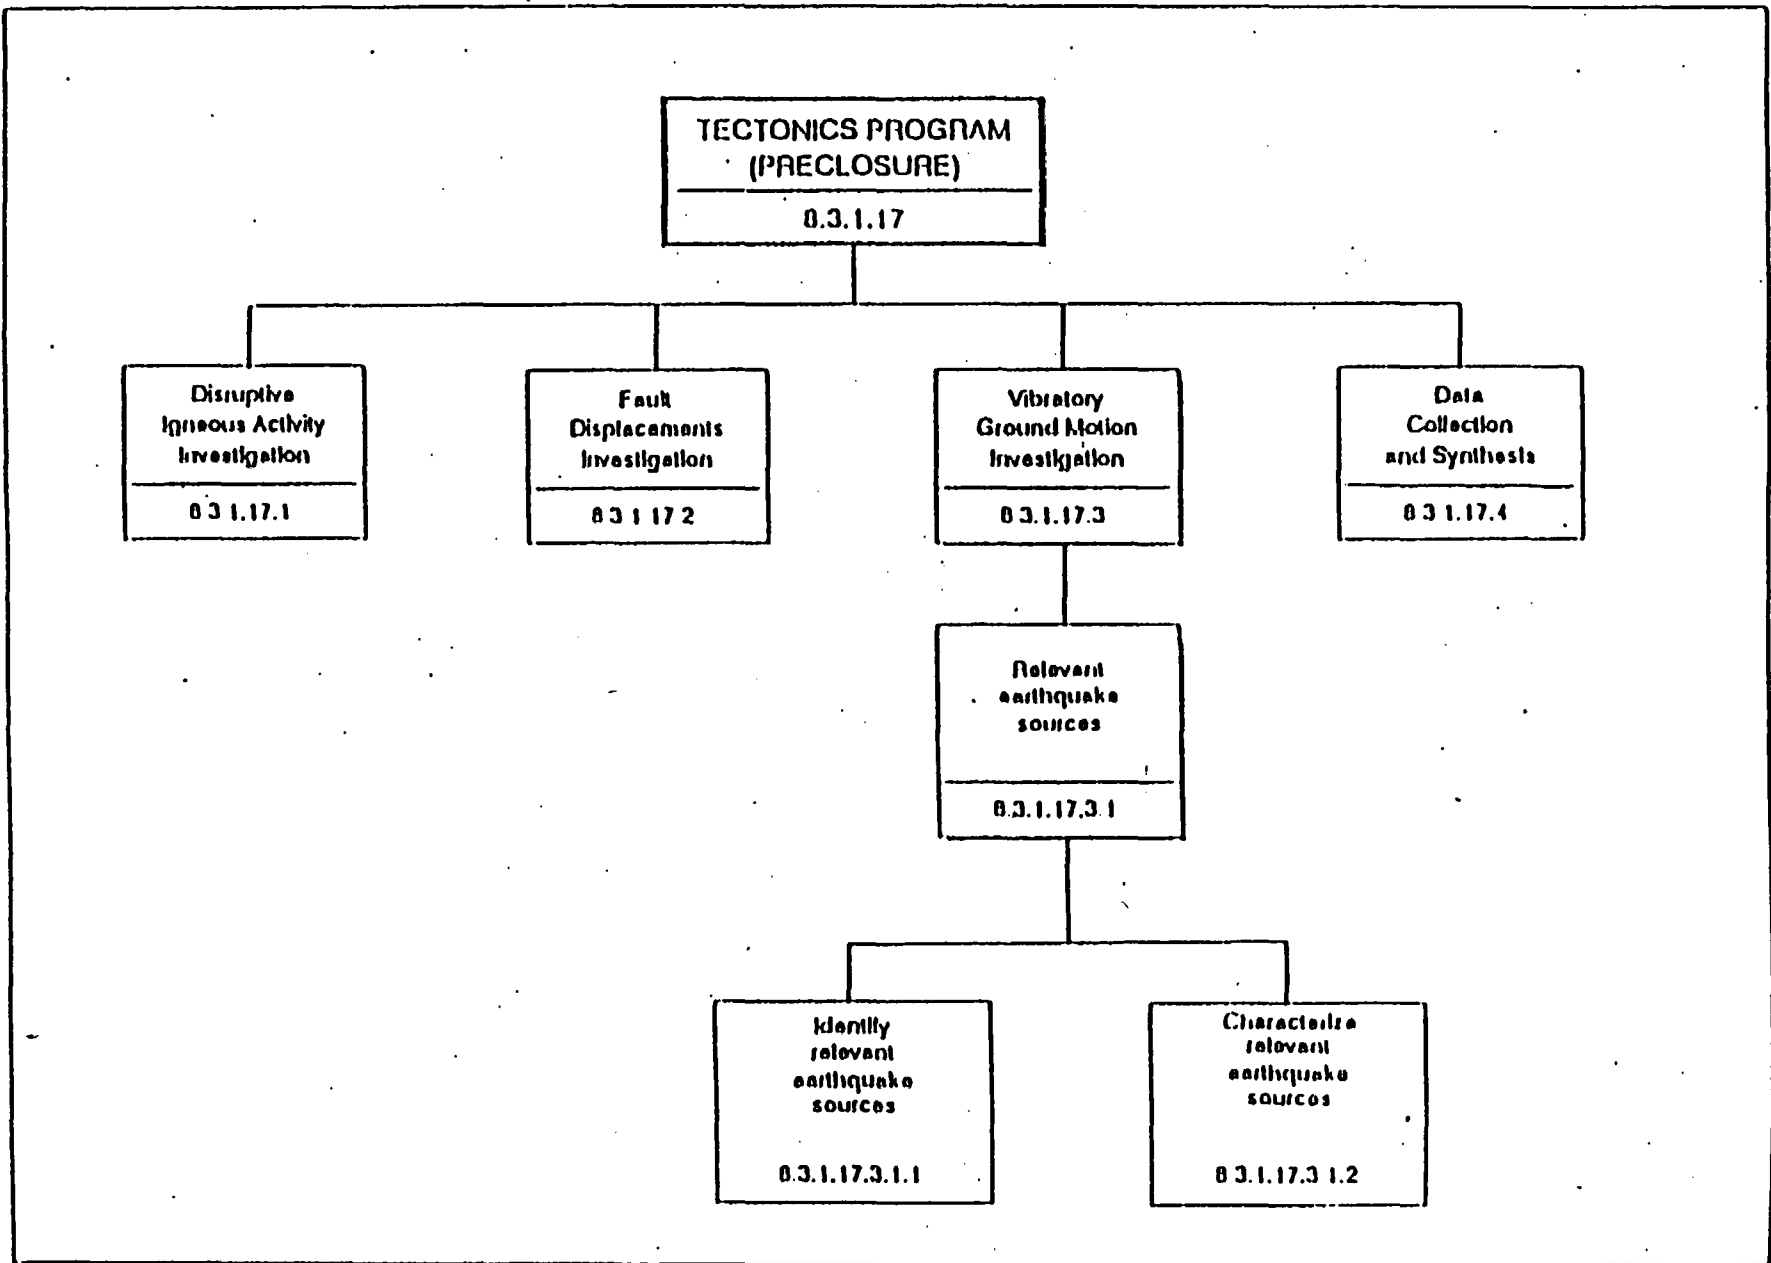 TECTONICS PROGRAM
(PRECLOSURE)
8.3.1.17
Disruptive
Igneous Activity
Investigation
8 3 1.17.1
Fault
Displacements
Investigation
8 3 1 17 2
Vibratory
Ground Motion
Investigation
8 3.1.17.3
Data
Collection
and Synthesis
8 3 1.17.4
Relevant
earthquake
sources
8.3.1.17.3.1
Identify
relevant
earthquake
sources
8.3.1.17.3.1.1
Characterize
relevant
earthquake
sources
8 3.1.17.3 1.2